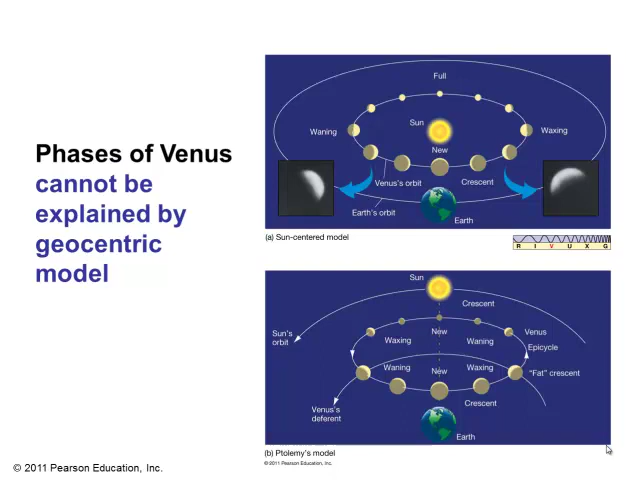 Phases of Venus
cannot be
explained by
geocentric
model
Full
Sun
Waning
Waxing
New
Venus's orbit
Crescent
Earth's orbit
Earth
(a) Sun-centered model
R I V U X G
Sun
Crescent
Sun's
orbit
New
Venus
Waxing
Waning
Epicycle
Waning
New
Waxing
"Fat" crescent
Crescent
Venus's
deferent
Earth
(b) Ptolemy's model
© 2011 Pearson Education, Inc.
© 2011 Pearson Education, Inc.